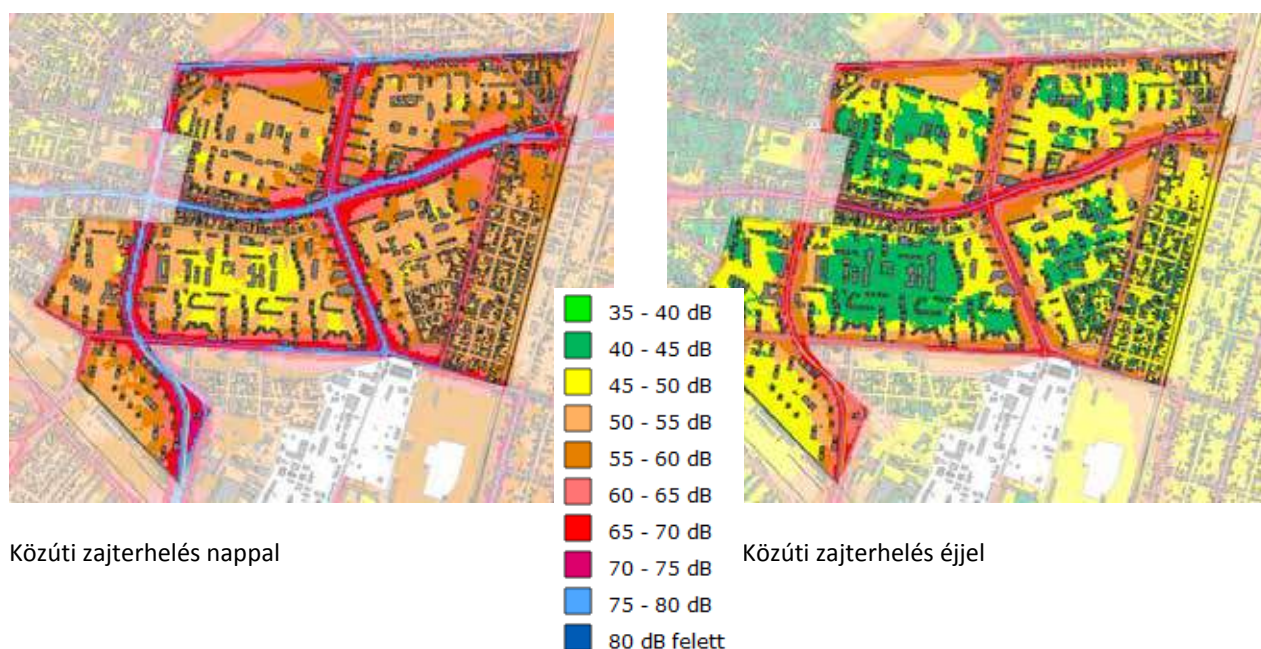 35 - 40 dB
40 - 45 dB
45 - 50 dB
50 - 55 dB
55 - 60 dB
60 - 65 dB
65 - 70 dB
70 - 75 dB
75 - 80 dB
80 dB felett
Közúti zajterhelés nappal
Közúti zajterhelés éjjel